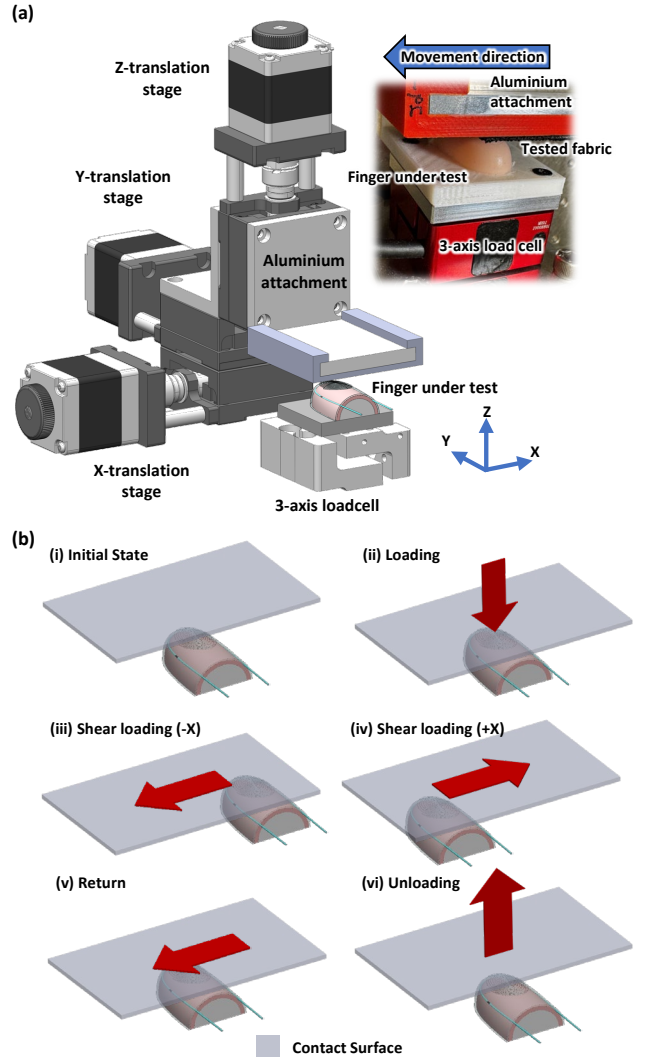 (a)
Z-translation
stage
Movement direction
Aluminium
attachment
Tested fabric
Finger under test
3-axis load cell
Y-translation
stage
Aluminium
attachment
Finger under test
X-translation
stage
3-axis loadcell
Z
Y
X
(b)
(i) Initial State
(ii) Loading
(iii) Shear loading (-X)
(iv) Shear loading (+X)
(v) Return
(vi) Unloading
Contact Surface